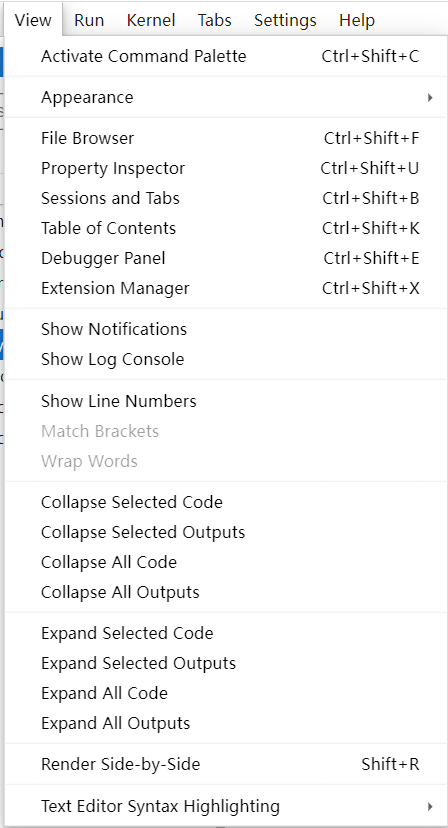 View Run Kernel Tabs Settings Help
Activate Command Palette Ctrl+Shift+C
Appearance
File Browser Ctrl+Shift+F
Property Inspector Ctrl+Shift+U
Sessions and Tabs Ctrl+Shift+B
Table of Contents Ctrl+Shift+K
Debugger Panel Ctrl+Shift+E
Extension Manager Ctrl+Shift+X
Show Notifications
Show Log Console
Show Line Numbers
Match Brackets
Wrap Words
Collapse Selected Code
Collapse Selected Outputs
Collapse All Code
Collapse All Outputs
Expand Selected Code
Expand Selected Outputs
Expand All Code
Expand All Outputs
Render Side-by-Side Shift+R
Text Editor Syntax Highlighting